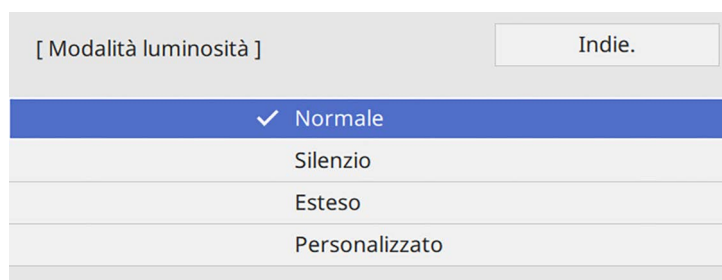 [ Modalità luminosità ]
Indie.
Normale
Silenzio
Esteso
Personalizzato